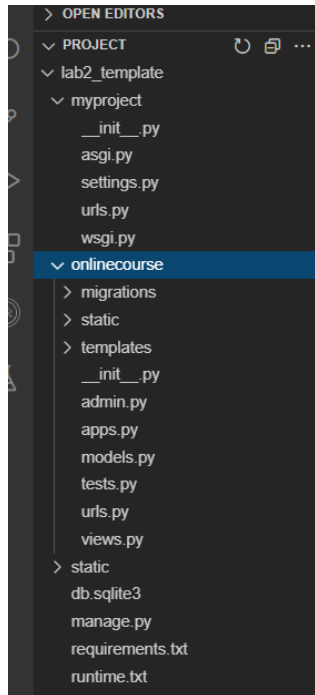 OPEN EDITORS
PROJECT
lab2_template
myproject
__init__.py
asgi.py
settings.py
urls.py
wsgi.py
onlinecourse
migrations
static
templates
__init__.py
admin.py
apps.py
models.py
tests.py
urls.py
views.py
static
db.sqlite3
manage.py
requirements.txt
runtime.txt